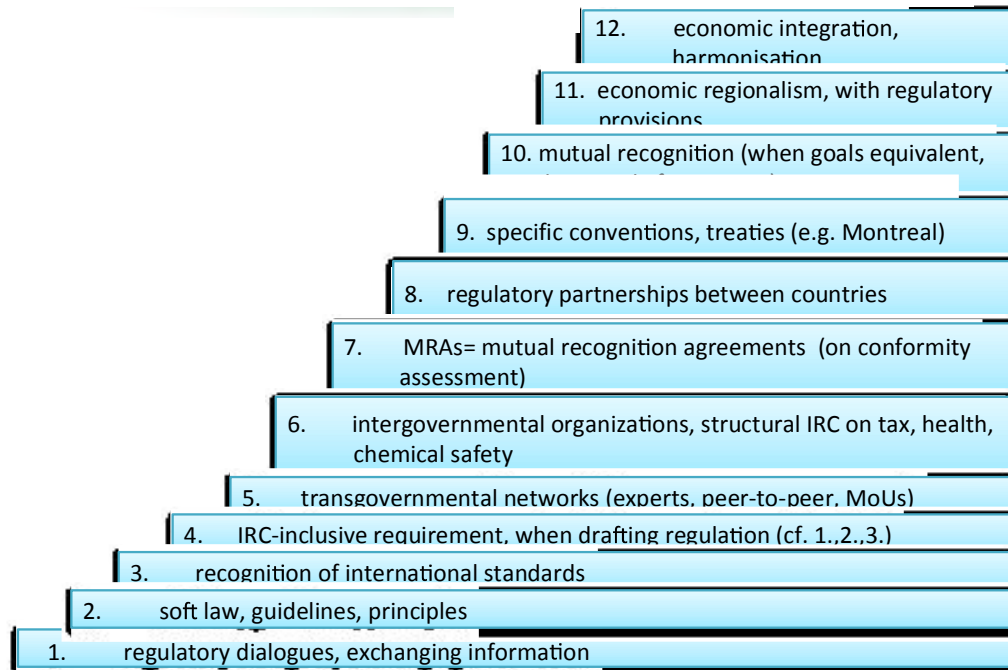 12. economic integration,
harmonisation
11. economic regionalism, with regulatory
provisions
10. mutual recognition (when goals equivalent,
9. specific conventions, treaties (e.g. Montreal)
8. regulatory partnerships between countries
7. MRAs= mutual recognition agreements (on conformity
assessment)
6. intergovernmental organizations, structural IRC on tax, health,
chemical safety
5. transgovernmental networks (experts, peer-to-peer, MoUs)
4. IRC-inclusive requirement, when drafting regulation (cf. 1.,2.,3.)
3. recognition of international standards
2. soft law, guidelines, principles
1. regulatory dialogues, exchanging information